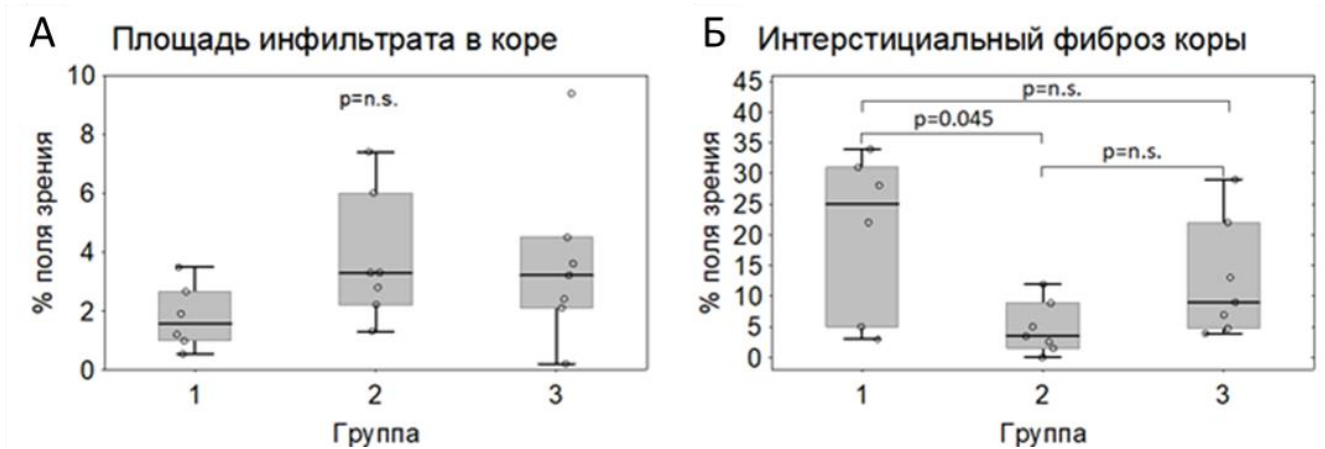 А Площадь инфильтрата в коре
10
8
6
4
2
0
% поля зрения
p=n.s.
1 2 3
Группа
Б Интерстициальный фиброз коры
45
40
35
30
25
20
15
10
5
0
% поля зрения
p=n.s.
p=0.045
p=n.s.
1 2 3
Группа